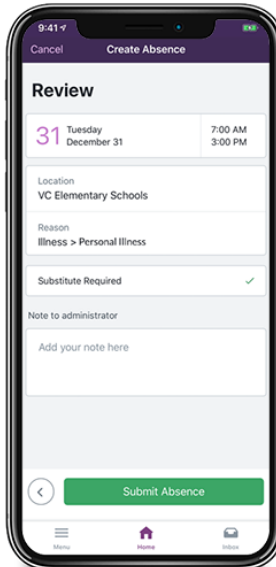 9:41
Cancel
Create Absence
Review
31
Tuesday
December 31
7:00 AM
3:00 PM
Location
VC Elementary Schools
Reason
Illness > Personal Illness
Substitute Required
Note to administrator
Add your note here
Submit Absence
Menu
Home
Inbox